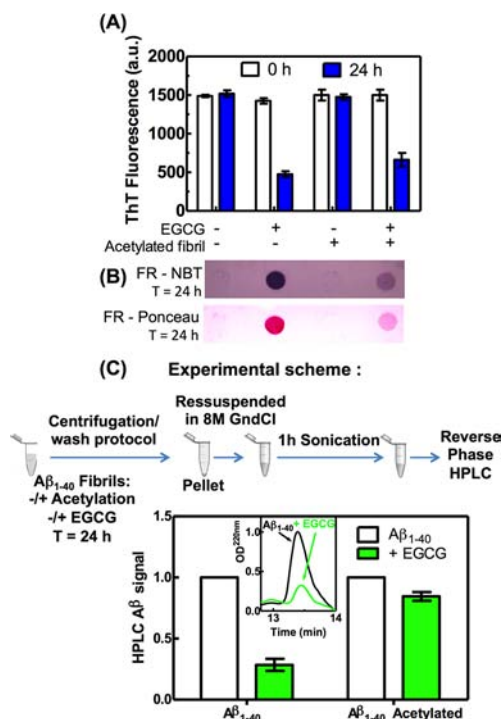 (A)
ThT Fluorescence (a.u.)
2000
1500
1000
500
0
0 h
24 h
EGCG - + - +
Acetylated fibril - - + +
(B)
FR - NBT
T = 24 h
FR - Ponceau
T = 24 h
(C) Experimental scheme :
Centrifugation/
wash protocol
Ressuspended
in 8M GndCl
1h Sonication
Reverse
Phase
HPLC
Pellet
Aβ1-40 Fibrils:
-/+ Acetylation
-/+ EGCG
T = 24 h
HPLC Aβ signal
1.5
1.0
0.5
0.0
OD220nm
1.0
0.5
0.0
Aβ1-40
+ EGCG
13 14
Time (min)
Aβ1-40
+ EGCG
Aβ1-40 Aβ1-40 Acetylated